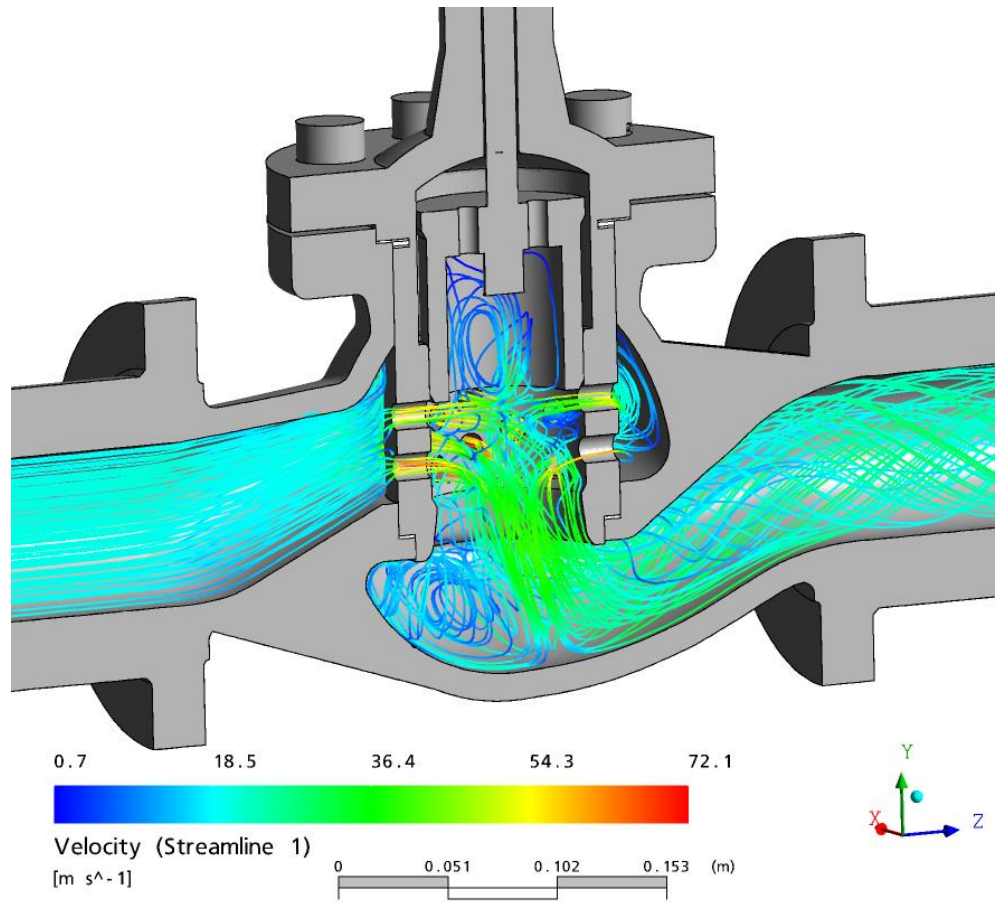 0.7 18.5 36.4 54.3 72.1
Velocity (Streamline 1)
[m s^-1]
0 0.051 0.102 0.153 (m)
Y
X
Z